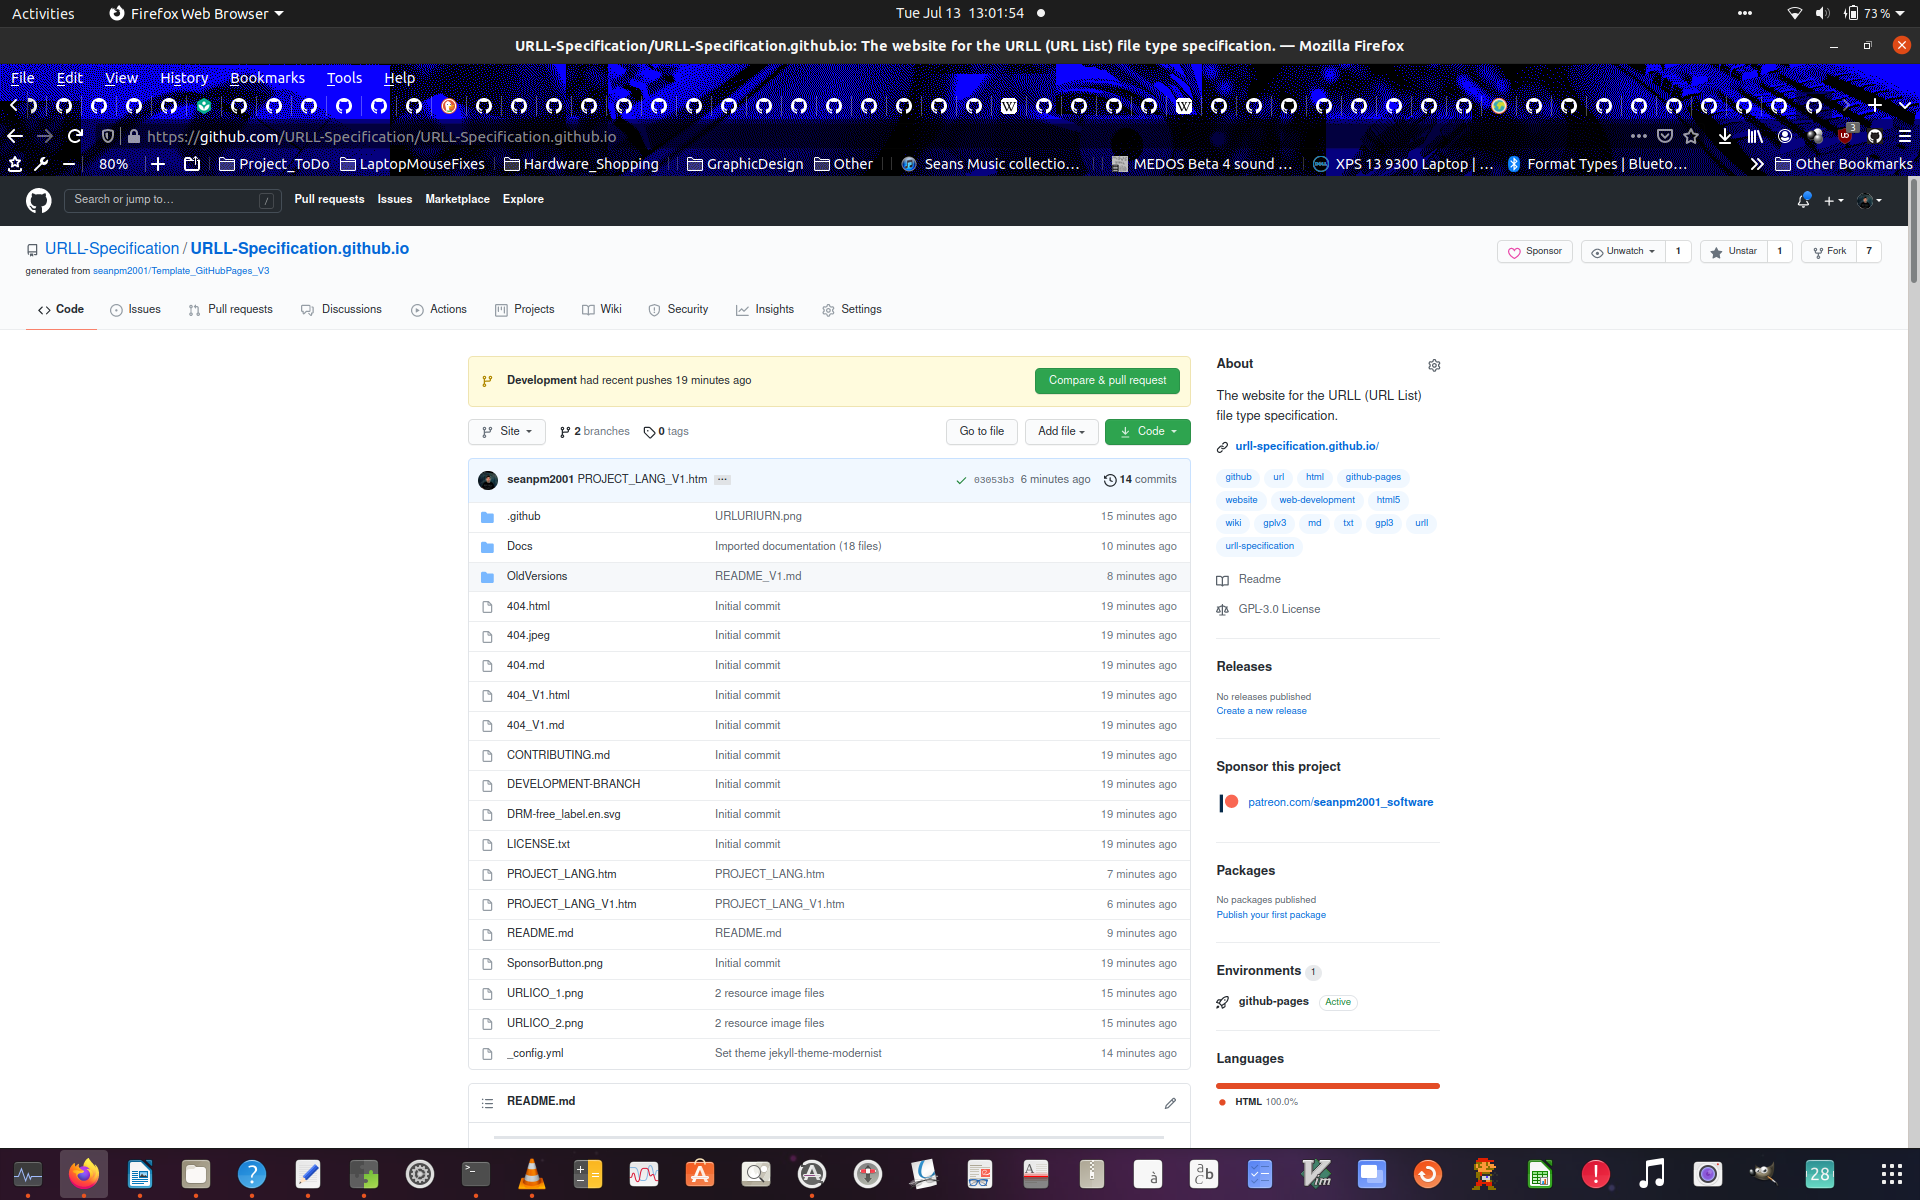 Activities Firefox Web Browser Tue Jul 13 13:01:54 73 %
URLL-Specification/URLL-Specification.github.io: The website for the URLL (URL List) file type specification. — Mozilla Firefox
File Edit View History Bookmarks Tools Help
https://github.com/URLL-Specification/URLL-Specification.github.io 3
80% Project_ToDo LaptopMouseFixes Hardware_Shopping GraphicDesign Other Seans Music collectio… MEDOS Beta 4 sound … XPS 13 9300 Laptop | … Format Types | Blueto… Other Bookmarks
Search or jump to… / Pull requests Issues Marketplace Explore
URLL-Specification / URLL-Specification.github.io Sponsor Unwatch 1 Unstar 1 Fork 7
generated from seanpm2001/Template_GitHubPages_V3
Code Issues Pull requests Discussions Actions Projects Wiki Security Insights Settings
Development had recent pushes 19 minutes ago Compare & pull request
Site 2 branches 0 tags Go to file Add file Code
seanpm2001 PROJECT_LANG_V1.htm ... 03053b3 6 minutes ago 14 commits
.github URLURIURN.png 15 minutes ago
Docs Imported documentation (18 files) 10 minutes ago
OldVersions README_V1.md 8 minutes ago
404.html Initial commit 19 minutes ago
404.jpeg Initial commit 19 minutes ago
404.md Initial commit 19 minutes ago
404_V1.html Initial commit 19 minutes ago
404_V1.md Initial commit 19 minutes ago
CONTRIBUTING.md Initial commit 19 minutes ago
DEVELOPMENT-BRANCH Initial commit 19 minutes ago
DRM-free_label.en.svg Initial commit 19 minutes ago
LICENSE.txt Initial commit 19 minutes ago
PROJECT_LANG.htm PROJECT_LANG.htm 7 minutes ago
PROJECT_LANG_V1.htm PROJECT_LANG_V1.htm 6 minutes ago
README.md README.md 9 minutes ago
SponsorButton.png Initial commit 19 minutes ago
URLICO_1.png 2 resource image files 15 minutes ago
URLICO_2.png 2 resource image files 15 minutes ago
_config.yml Set theme jekyll-theme-modernist 14 minutes ago
README.md
About
The website for the URLL (URL List)
file type specification.
urll-specification.github.io/
github url html github-pages
website web-development html5
wiki gplv3 md txt gpl3 urll
url-specification
Readme
GPL-3.0 License
Releases
No releases published
Create a new release
Sponsor this project
patreon.com/seanpm2001_software
Packages
No packages published
Publish your first package
Environments 1
github-pages Active
Languages
HTML 100.0%
28